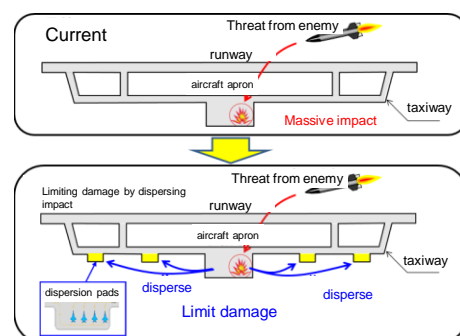 Current
Threat from enemy
runway
aircraft apron
Massive impact
taxiway
Threat from enemy
Limiting damage by dispersing
impact
runway
aircraft apron
taxiway
dispersion pads
disperse
disperse
Limit damage